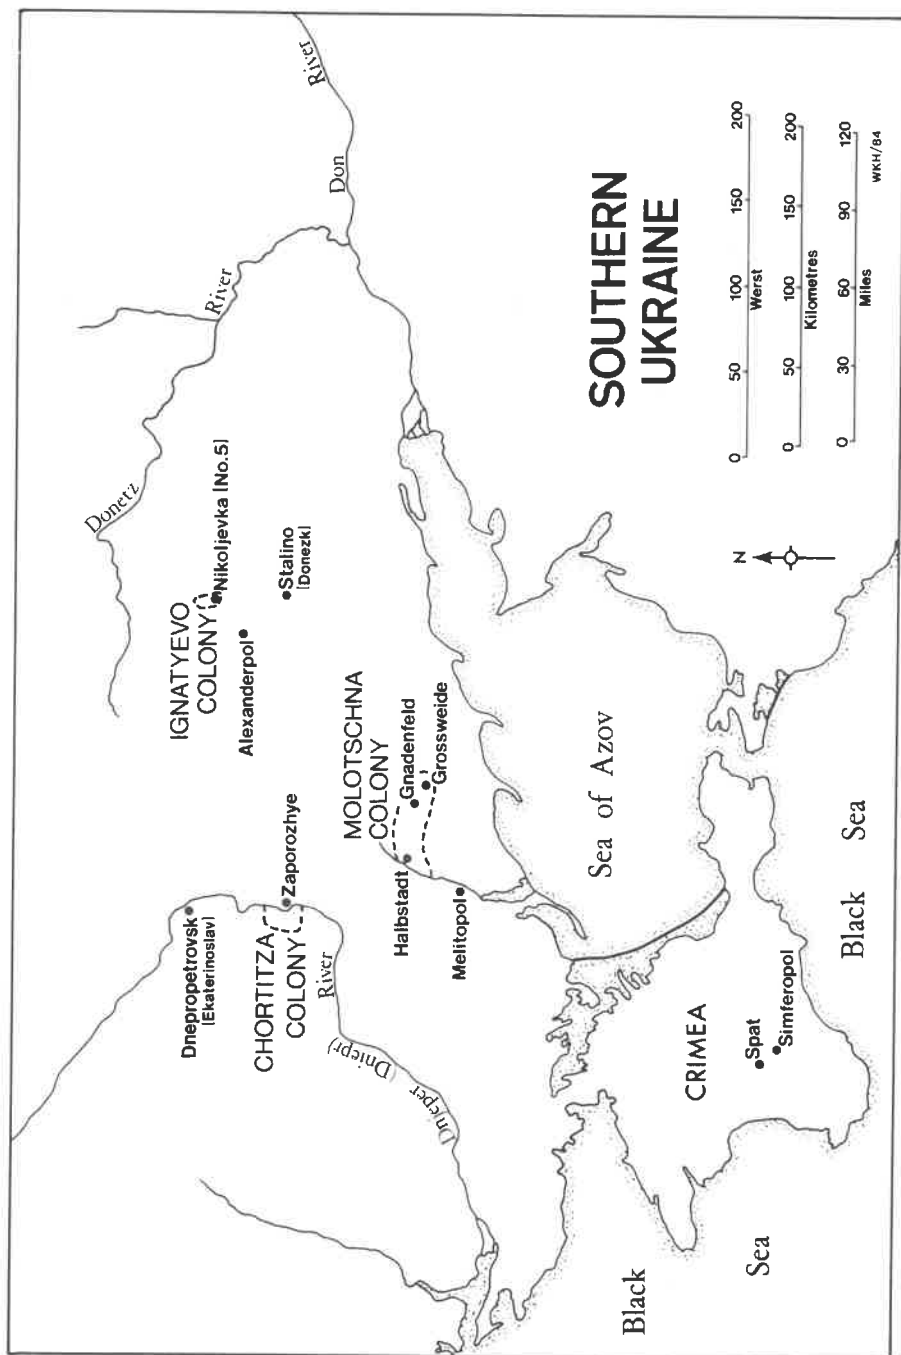 Donetz
River
Don
River
IGNATYEVO
COLONY
Nikoljevka (No.5)
Alexanderpol
Stalino
(Donezk)
Dnepropetrovsk
(Ekaterinoslav)
CHORTITZA
COLONY
Zaporozhye
River
Dnjeper (Dniepr)
MOLOTSCHNA
COLONY
Gnadenfeld
Grossweide
Halbstadt
Melitopol
Sea of Azov
CRIMEA
Spat
Simferopol
Black
Sea
Black Sea
N
SOUTHERN
UKRAINE
0 50 100 150 200
Werst
0 50 100 150 200
Kilometres
0 30 60 90 120
Miles
WKH/84